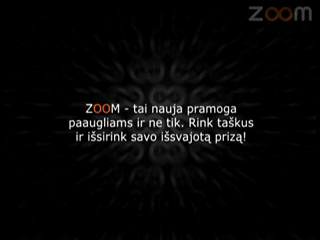 ZOOM
ZOOM - tai nauja pramoga
paaugliams ir ne tik. Rink taškus
ir išsirink savo išsvajotą prizą!